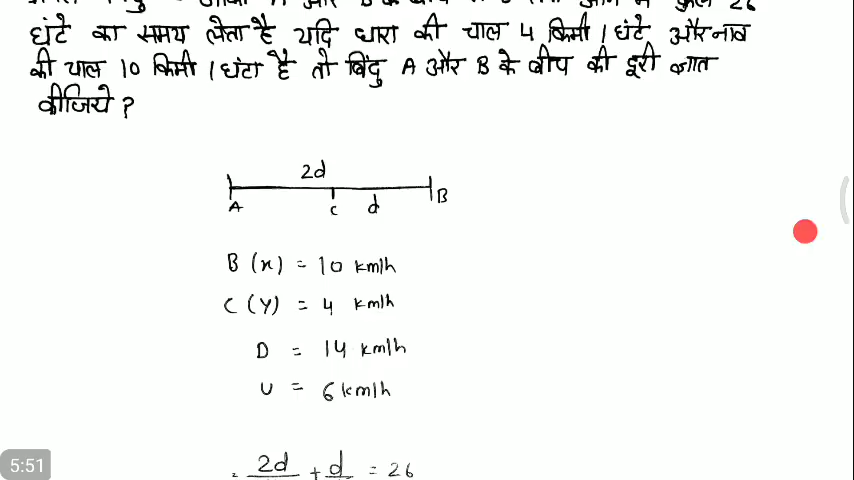 घंटे का समय लेता है यदि धारा की चाल 4 किमी / घंटे और नाव
की चाल 10 किमी / घंटा है तो बिंदु A और B के बीच की दूरी ज्ञात
कीजिये ?
2d
A C d B
B (x) = 10 km/h
C (Y) = 4 km/h
D = 14 km/h
U = 6 km/h
2d + d = 26
5:51